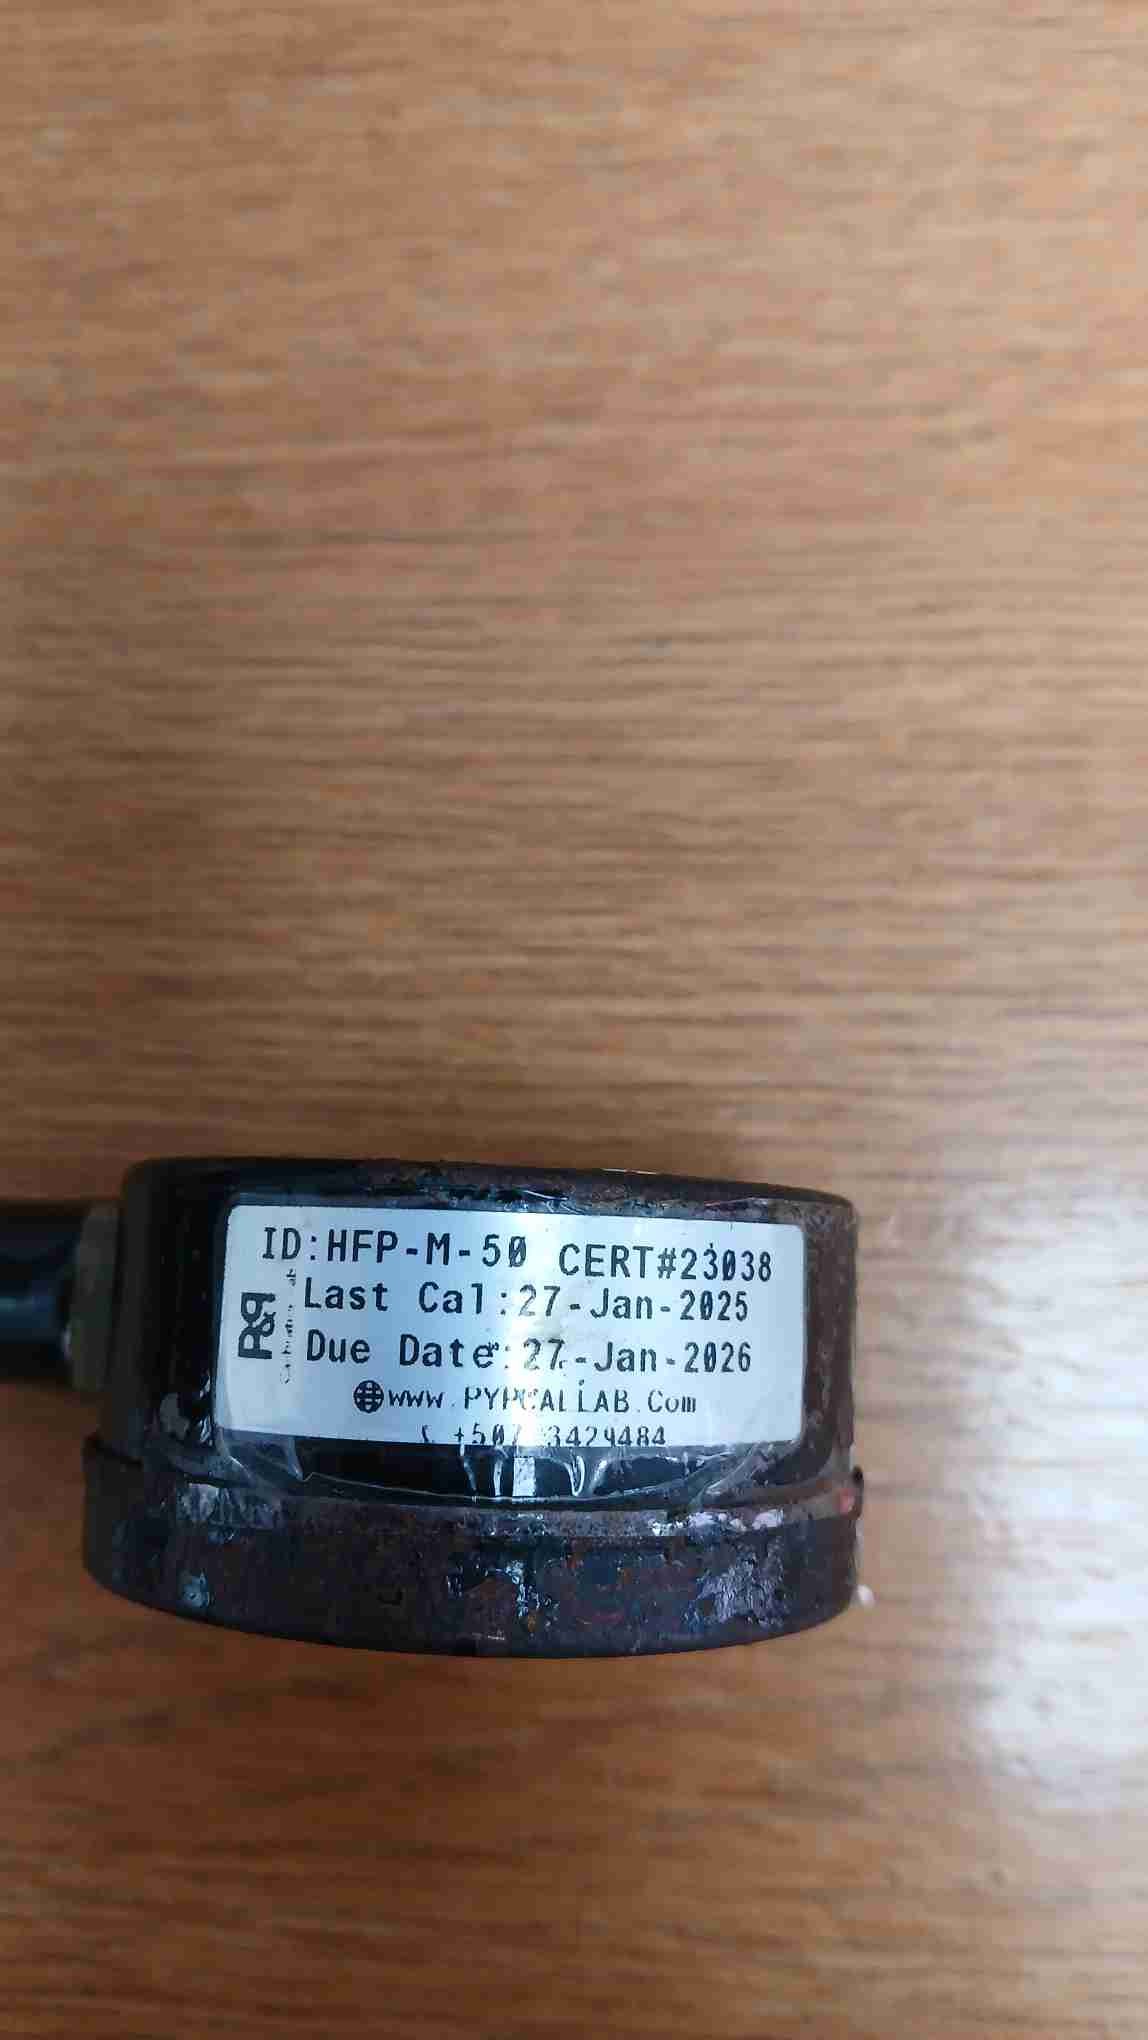 ID:HFP-M-50 CERT#23038
P&P
Last Cal:27-Jan-2025
Due Date:27-Jan-2026
www.PYPCALLAB.Com